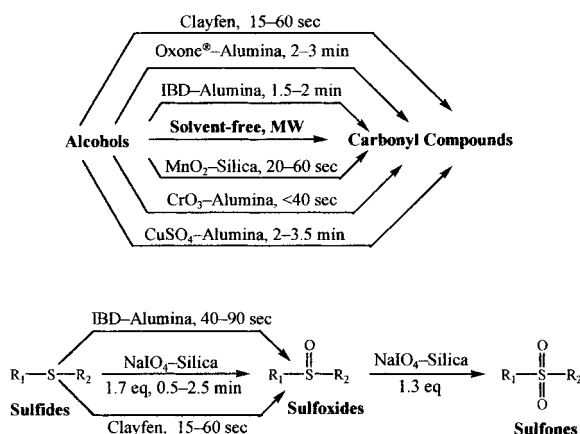 Clayfen, 15–60 sec
Oxone®–Alumina, 2–3 min
IBD–Alumina, 1.5–2 min
Alcohols Solvent-free, MW Carbonyl Compounds
MnO₂–Silica, 20–60 sec
CrO₃–Alumina, <40 sec
CuSO₄–Alumina, 2–3.5 min
IBD–Alumina, 40–90 sec
O O
NaIO₄–Silica NaIO₄–Silica
R₁—S—R₂ R₁—S—R₂ R₁—S—R₂
1.7 eq, 0.5–2.5 min 1.3 eq
O
Sulfides Sulfoxides Sulfones
Clayfen, 15–60 sec